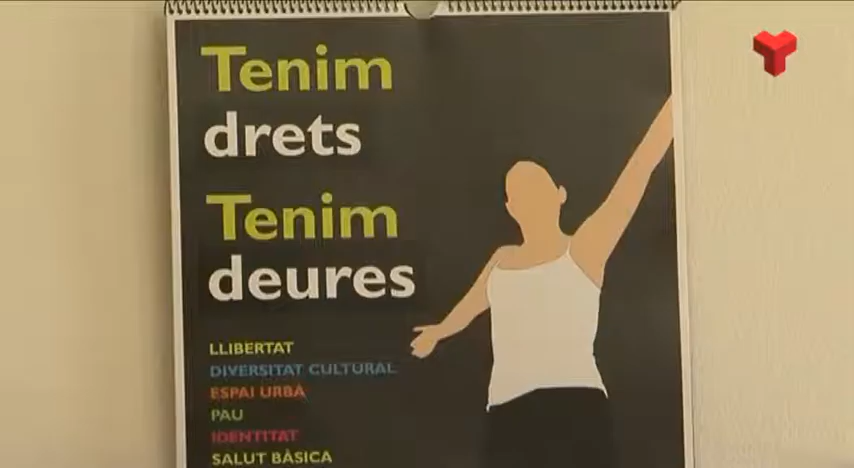 Tenim
drets
Tenim
deures
LLIBERTAT
DIVERSITAT CULTURAL
ESPAI URBÀ
PAU
IDENTITAT
SALUT BÀSICA